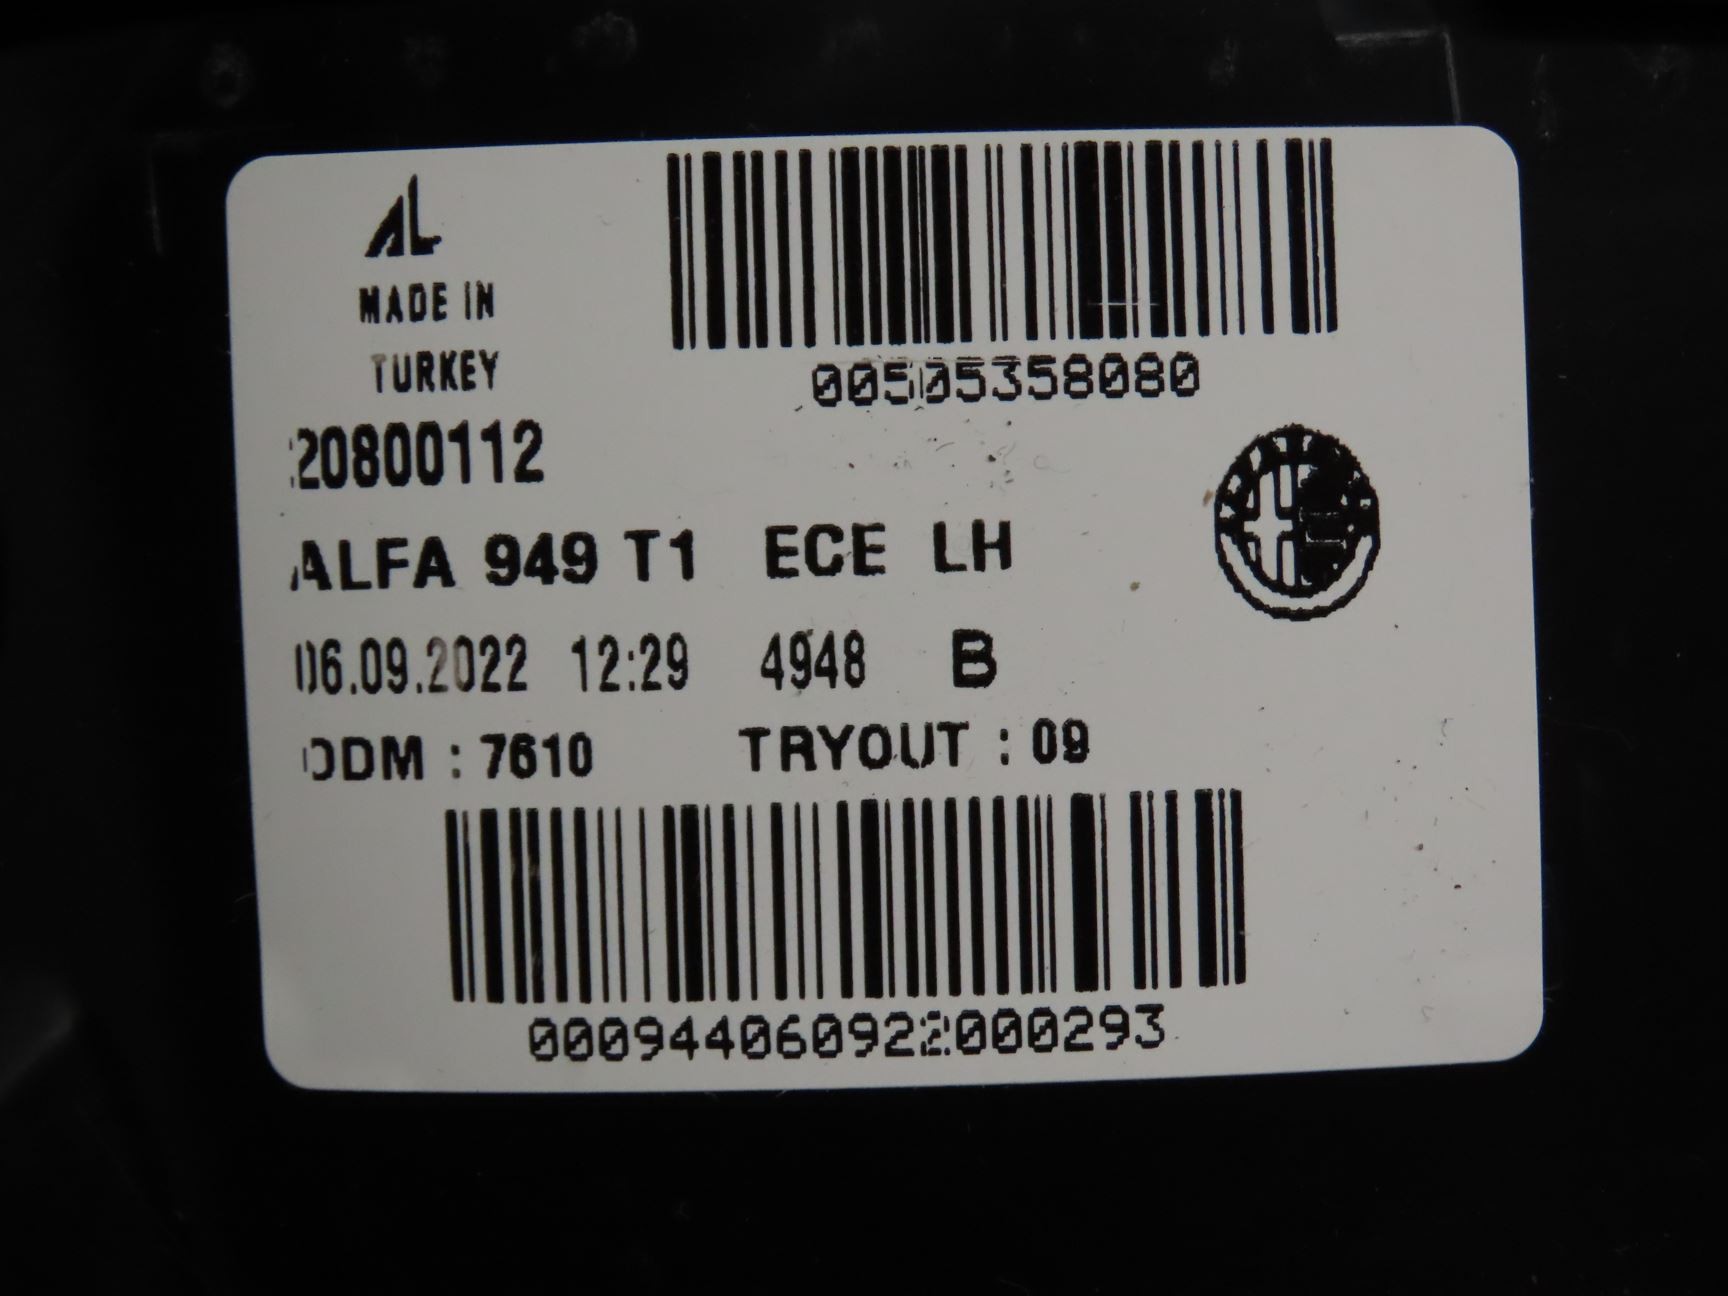 AL
MADE IN
TURKEY
00505358080
20800112
ALFA 949 T1 ECE LH
06.09.2022 12:29 4948 B
ODM : 7610 TRYOUT : 09
000944060922000293